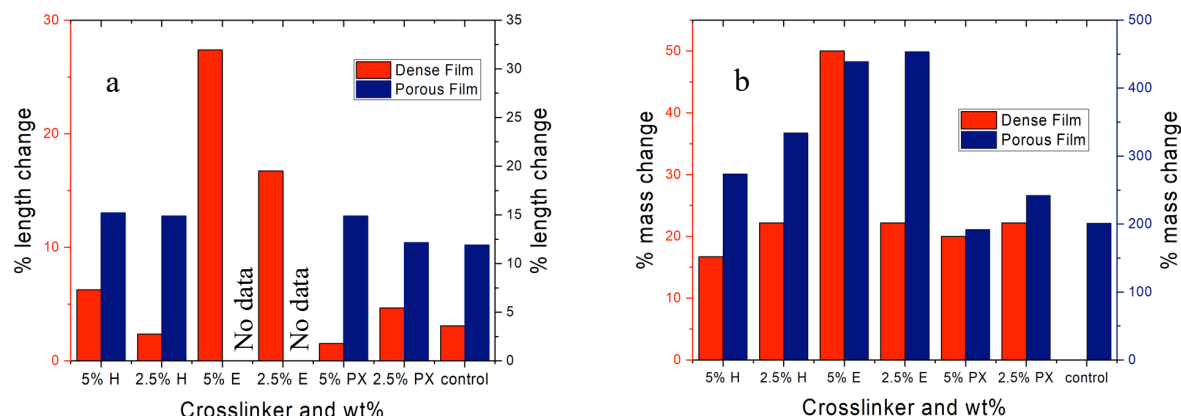 a
Dense Film
Porous Film
% length change
30
20
10
0
35
30
25
20
15
10
5
0
% length change
No data
No data
5% H 2.5% H 5% E 2.5% E 5% PX 2.5% PX control
Crosslinker and wt%
b
Dense Film
Porous Film
% mass change
50
40
30
20
10
0
500
400
300
200
100
0
% mass change
5% H 2.5% H 5% E 2.5% E 5% PX 2.5% PX control
Crosslinker and wt%